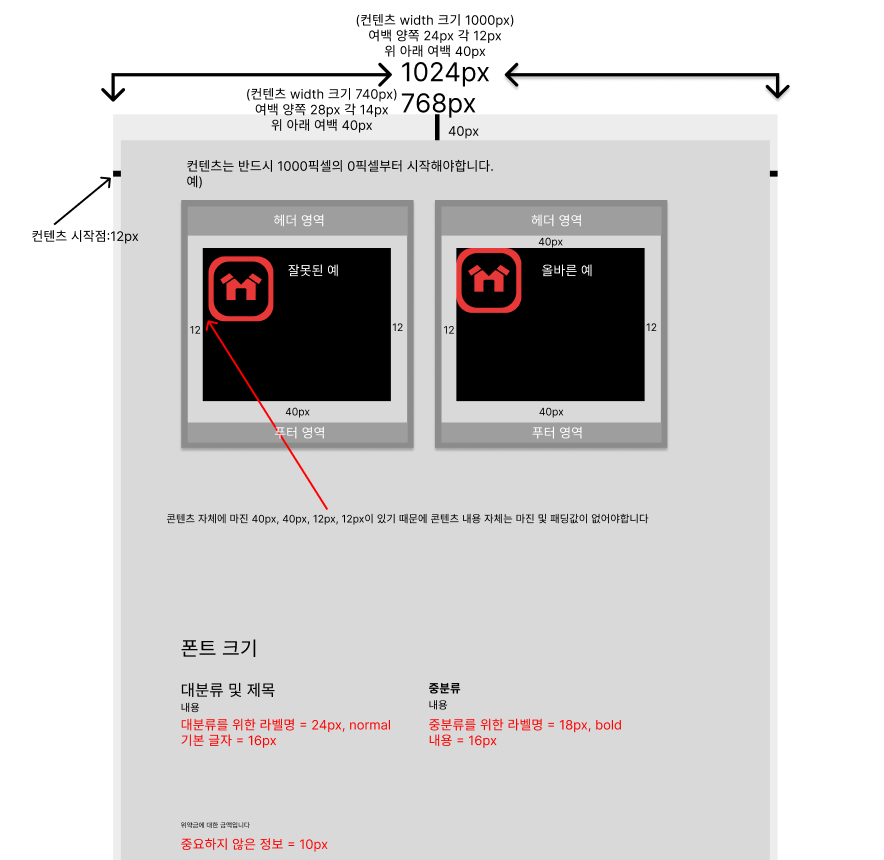 (컨텐츠 width 크기 1000px)
여백 양쪽 24px 각 12px
위 아래 여백 40px
1024px
(컨텐츠 width 크기 740px)
여백 양쪽 28px 각 14px
위 아래 여백 40px
768px
40px
컨텐츠는 반드시 1000픽셀의 0픽셀부터 시작해야합니다.
예)
컨텐츠 시작점:12px
헤더 영역
잘못된 예
12
12
40px
푸터 영역
헤더 영역
40px
올바른 예
12
12
40px
푸터 영역
콘텐츠 자체에 마진 40px, 40px, 12px, 12px이 있기 때문에 콘텐츠 내용 자체는 마진 및 패딩값이 없어야합니다
폰트 크기
대분류 및 제목
내용
대분류를 위한 라벨명 = 24px, normal
기본 글자 = 16px
중분류
내용
중분류를 위한 라벨명 = 18px, bold
내용 = 16px
위약금에 대한 금액입니다
중요하지 않은 정보 = 10px